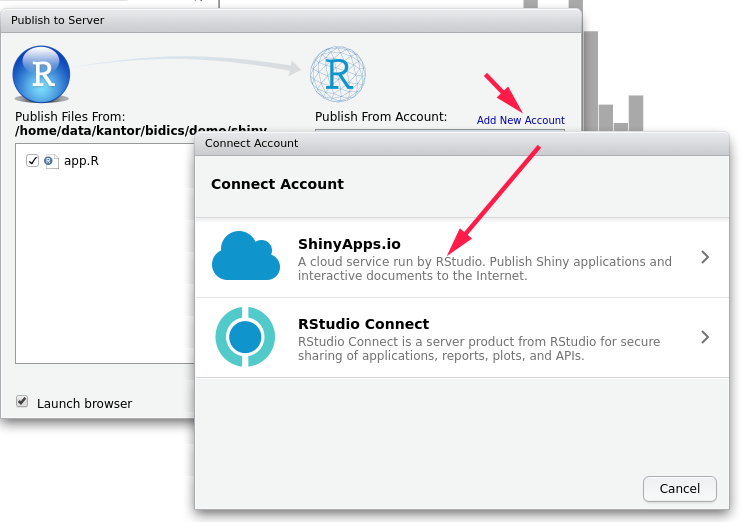 Publish to Server
R
R
Publish Files From:
/home/data/kantor/bidics/demo/shiny
Publish From Account:
Add New Account
app.R
Launch browser
Connect Account
Connect Account
ShinyApps.io
A cloud service run by RStudio. Publish Shiny applications and
interactive documents to the Internet.
RStudio Connect
RStudio Connect is a server product from RStudio for secure
sharing of applications, reports, plots, and APIs.
Cancel